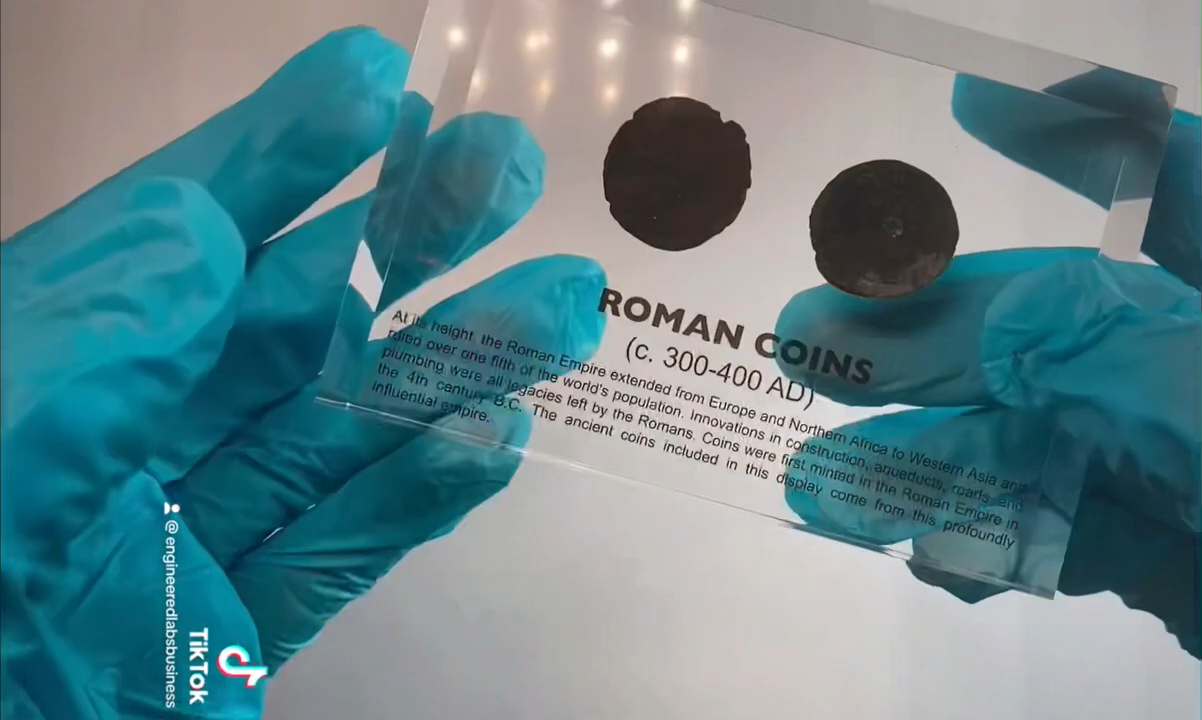 ROMAN COINS
(c. 300-400 AD)
At its height the Roman Empire extended from Europe and Northern Africa to Western Asia and
ruled over one fifth of the world's population. Innovations in construction, aqueducts, roads, and
plumbing were all legacies left by the Romans. Coins were first minted in the Roman Empire in
the 4th century B.C. The ancient coins included in this display come from this profoundly
influential empire.
TikTok
@engineeredlabsbusiness